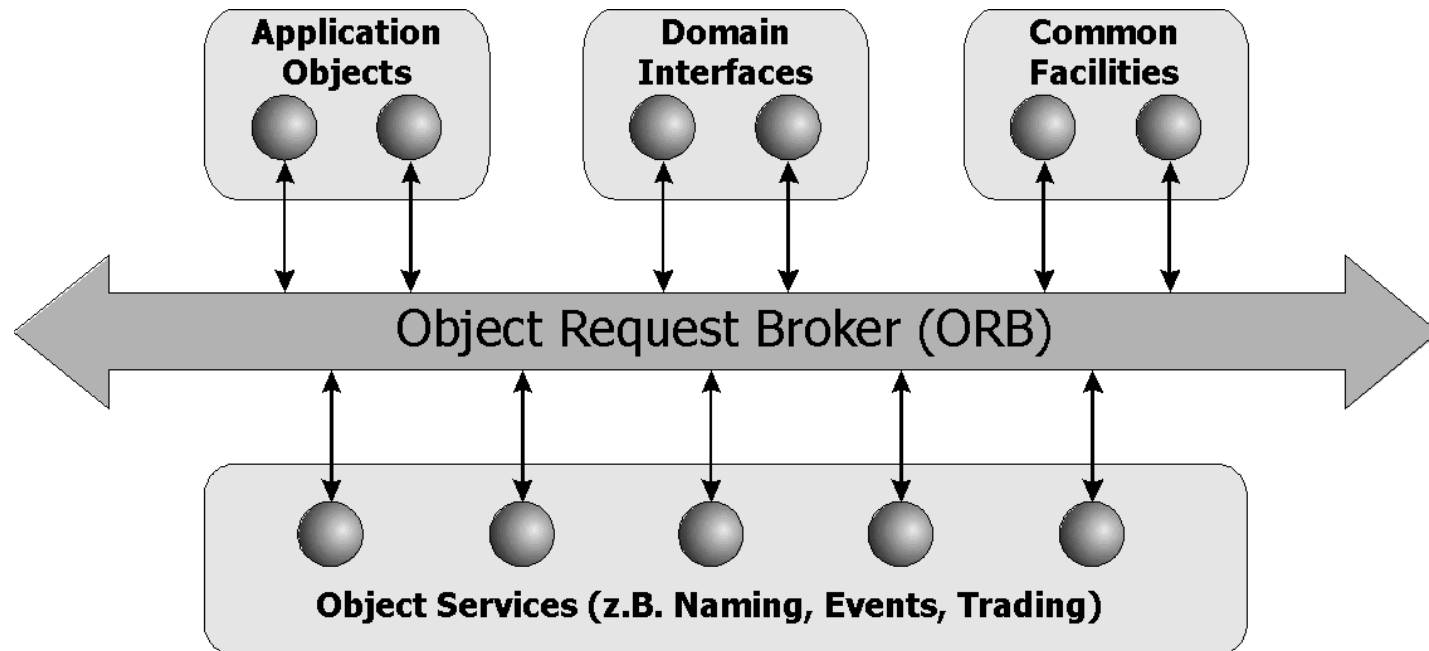 Application
Objects
Domain
Interfaces
Common
Facilities
Object Request Broker (ORB)
Object Services (z.B. Naming, Events, Trading)